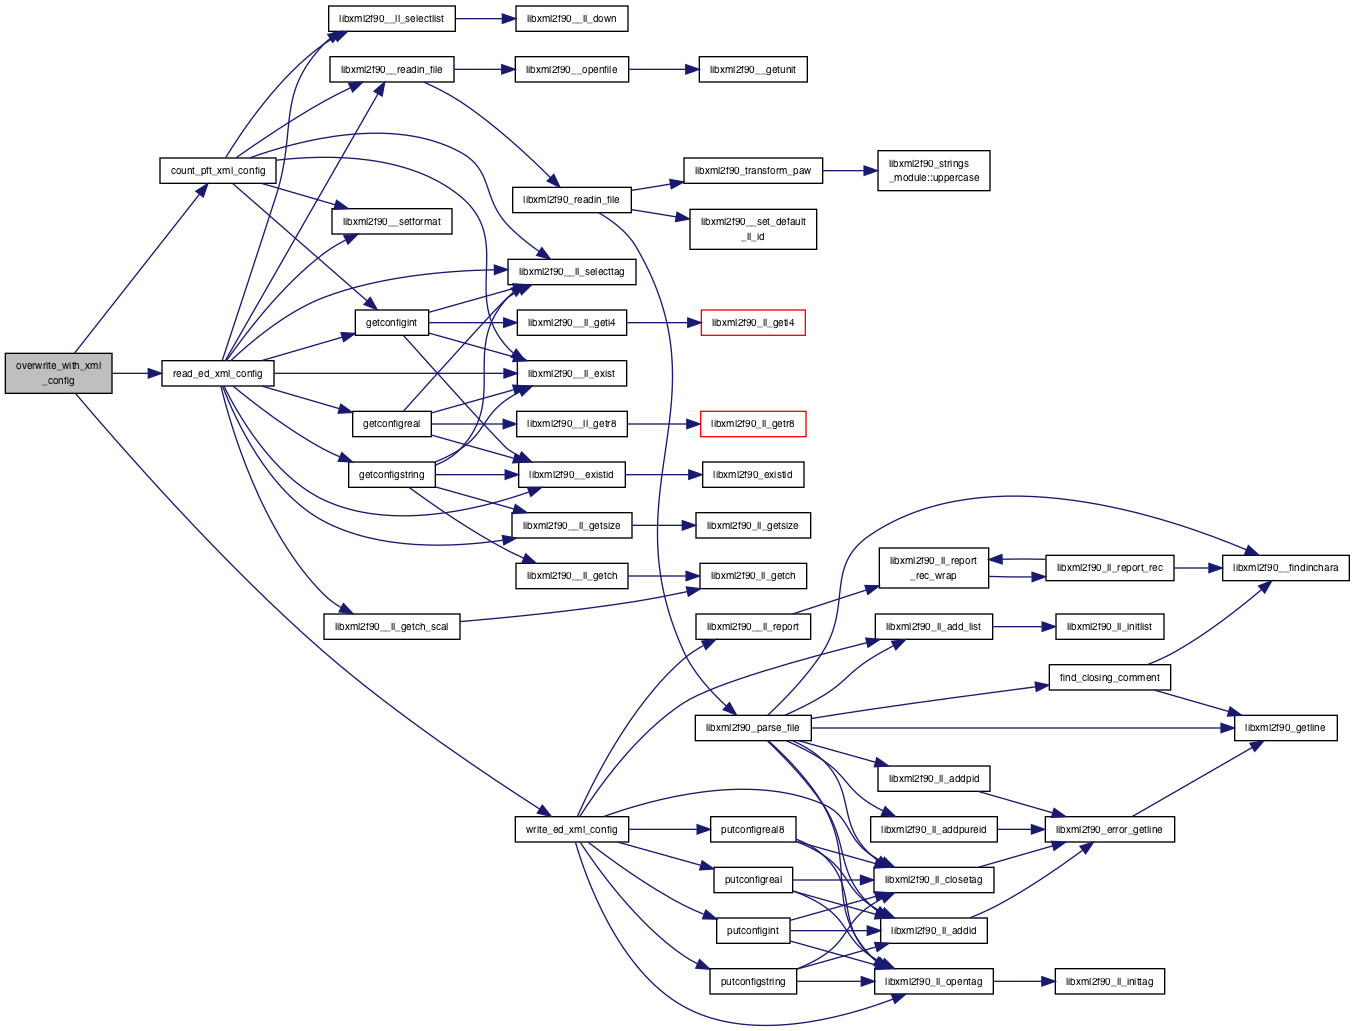 libxml2f90__ll_selectlist
libxml2f90__ll_down
libxml2f90__readin_file
libxml2f90__openfile
libxml2f90__getunit
count_pft_xml_config
libxml2f90_transform_paw
libxml2f90_strings
_module::uppercase
libxml2f90_readin_file
libxml2f90__setformat
libxml2f90__set_default
_ll_id
libxml2f90__ll_selecttag
getconfigint
libxml2f90__ll_geti4
libxml2f90_ll_geti4
overwrite_with_xml
_config
read_ed_xml_config
libxml2f90__ll_exist
getconfigreal
libxml2f90__ll_getr8
libxml2f90_ll_getr8
getconfigstring
libxml2f90__existid
libxml2f90_existid
libxml2f90__ll_getsize
libxml2f90_ll_getsize
libxml2f90__ll_getch
libxml2f90_ll_getch
libxml2f90_ll_report
_rec_wrap
libxml2f90_ll_report_rec
libxml2f90__findinchara
libxml2f90__ll_getch_scal
libxml2f90__ll_report
libxml2f90_ll_add_list
libxml2f90_ll_initlist
find_closing_comment
libxml2f90_parse_file
libxml2f90_getline
libxml2f90_ll_addpid
write_ed_xml_config
putconfigreal8
libxml2f90_ll_addpureid
libxml2f90_error_getline
putconfigreal
libxml2f90_ll_closetag
putconfigint
libxml2f90_ll_addid
putconfigstring
libxml2f90_ll_opentag
libxml2f90_ll_inittag